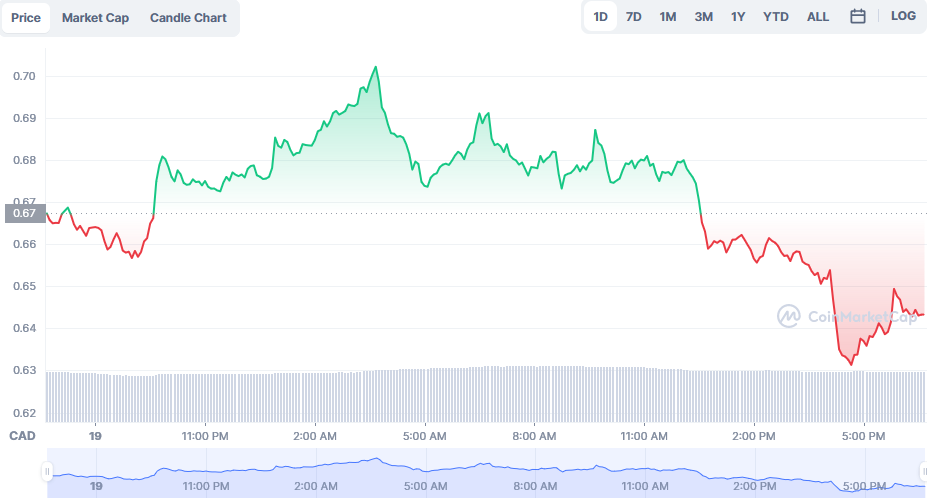 Price Market Cap Candle Chart 1D 7D 1M 3M 1Y YTD ALL LOG
0.70
0.69
0.68
0.67
0.67
0.66
0.65
0.64
0.63
0.62
CoinMarketCap
CAD 19 11:00 PM 2:00 AM 5:00 AM 8:00 AM 11:00 AM 2:00 PM 5:00 PM
19 11:00 PM 2:00 AM 5:00 AM 8:00 AM 11:00 AM 2:00 PM 5:00 PM